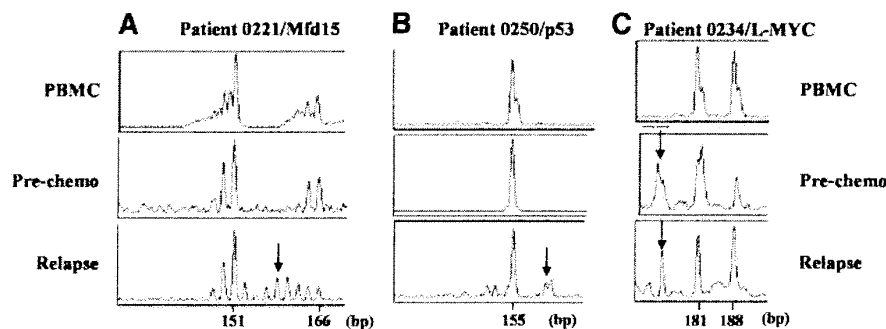 A Patient 0221/Mfd15
B Patient 0250/p53
C Patient 0234/L-MYC
PBMC
PBMC
Pre-chemo
Pre-chemo
Relapse
Relapse
151 166 (bp)
155 (bp)
181 188 (bp)